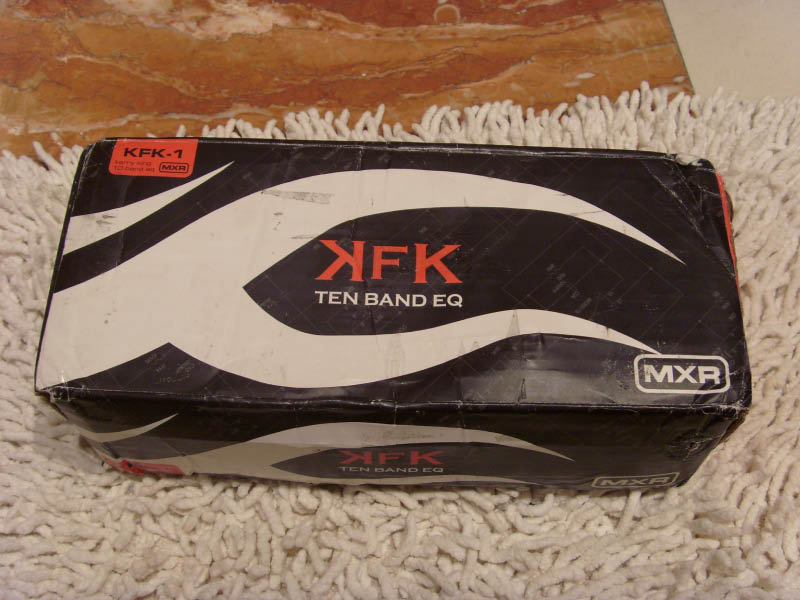 KFK-1
kerry king
10-band eq MXR
KFK
TEN BAND EQ
MXR
KFK
TEN BAND EQ
MXR